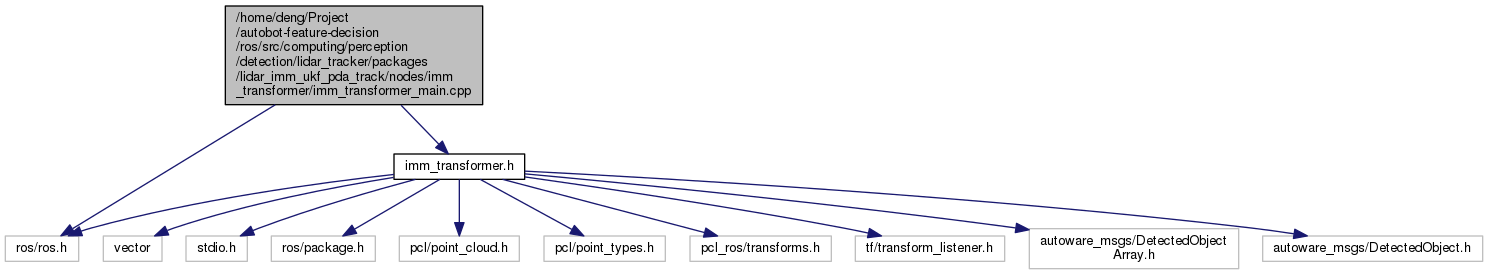 /home/deng/Project
/autobot-feature-decision
/ros/src/computing/perception
/detection/lidar_tracker/packages
/lidar_imm_ukf_pda_track/nodes/imm
_transformer/imm_transformer_main.cpp
imm_transformer.h
ros/ros.h
vector
stdio.h
ros/package.h
pcl/point_cloud.h
pcl/point_types.h
pcl_ros/transforms.h
tf/transform_listener.h
autoware_msgs/DetectedObject
Array.h
autoware_msgs/DetectedObject.h